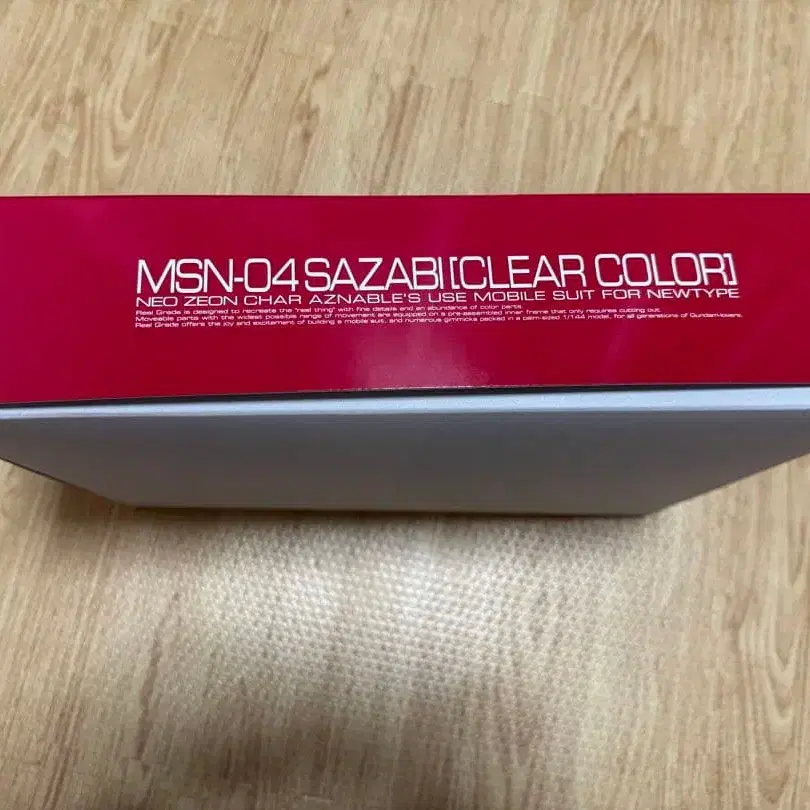 MSN-04 SAZABI[CLEAR COLOR]
NEO ZEON CHAR AZNABLE'S USE MOBILE SUIT FOR NEWTYPE
Real Grade is designed to recreate the "real thing" with fine details and an abundance of color parts.
Moveable parts with the widest possible range of movement are equipped on a pre-assembled inner frame that only requires cutting out.
Real Grade offers the joy and excitement of building a mobile suit, and numerous gimmicks packed in a palm-sized 1/144 model, for all generations of Gundam-lovers.